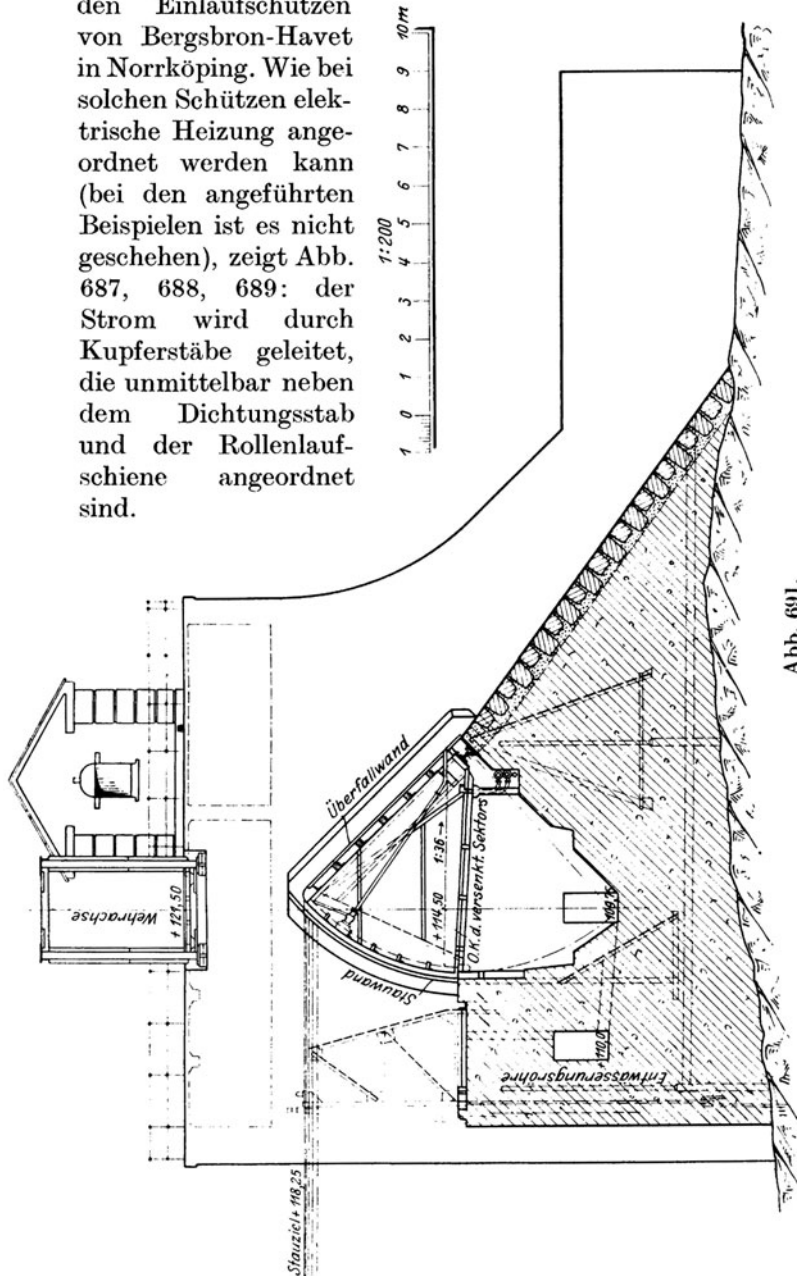 den Einlaufschützen
von Bergsbron-Havet
in Norrköping. Wie bei
solchen Schützen elek-
trische Heizung ange-
ordnet werden kann
(bei den angeführten
Beispielen ist es nicht
geschehen), zeigt Abb.
687, 688, 689: der
Strom wird durch
Kupferstäbe geleitet,
die unmittelbar neben
dem Dichtungsstab
und der Rollenlauf-
schiene angeordnet
sind.
1:200
1 0 1 2 3 4 5 6 7 8 9 10m
Wehrachse
+ 121,50
Überfallwand
Stauwand
+ 114,50
1:36 →
O.K.d. versenkt. Sektors
Stauziel + 118,25
Entwässerungsrohre
+110,0
Abb. 691.